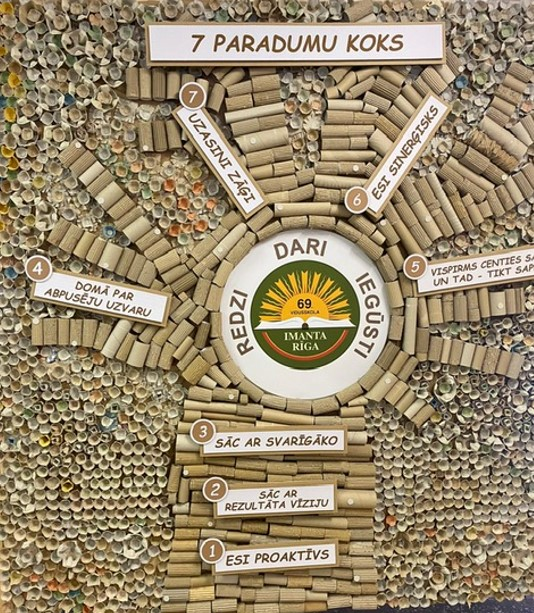 7 PARADUMU KOKS
7
UZASINI ZĀĢI
6
ESI SINERĢISKS
4
DOMĀ PAR
ABPUSĒJU UZVARU
5
VISPIRMS CENTIES
UN TAD - TIKT
REDZI DARI IEGŪSTI
69
VIDUSSKOLA
IMANTA
RĪGA
3
SĀC AR SVARĪGĀKO
2
SĀC AR
REZULTĀTA VĪZIJU
1
ESI PROAKTĪVS